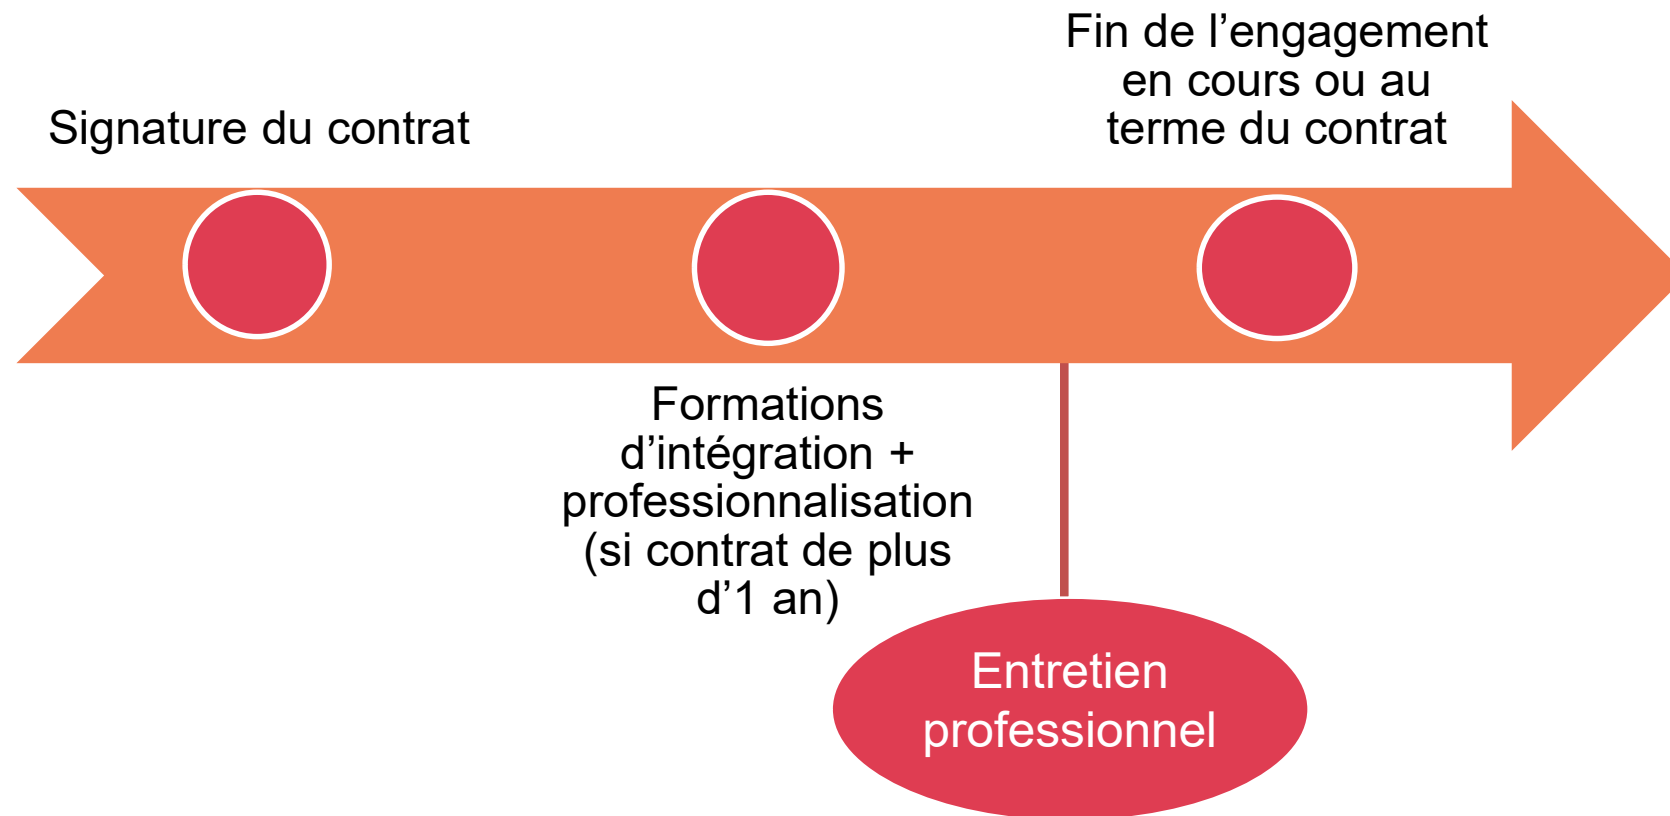 Signature du contrat
Fin de l’engagement
en cours ou au
terme du contrat
Formations
d’intégration +
professionnalisation
(si contrat de plus
d’1 an)
Entretien
professionnel